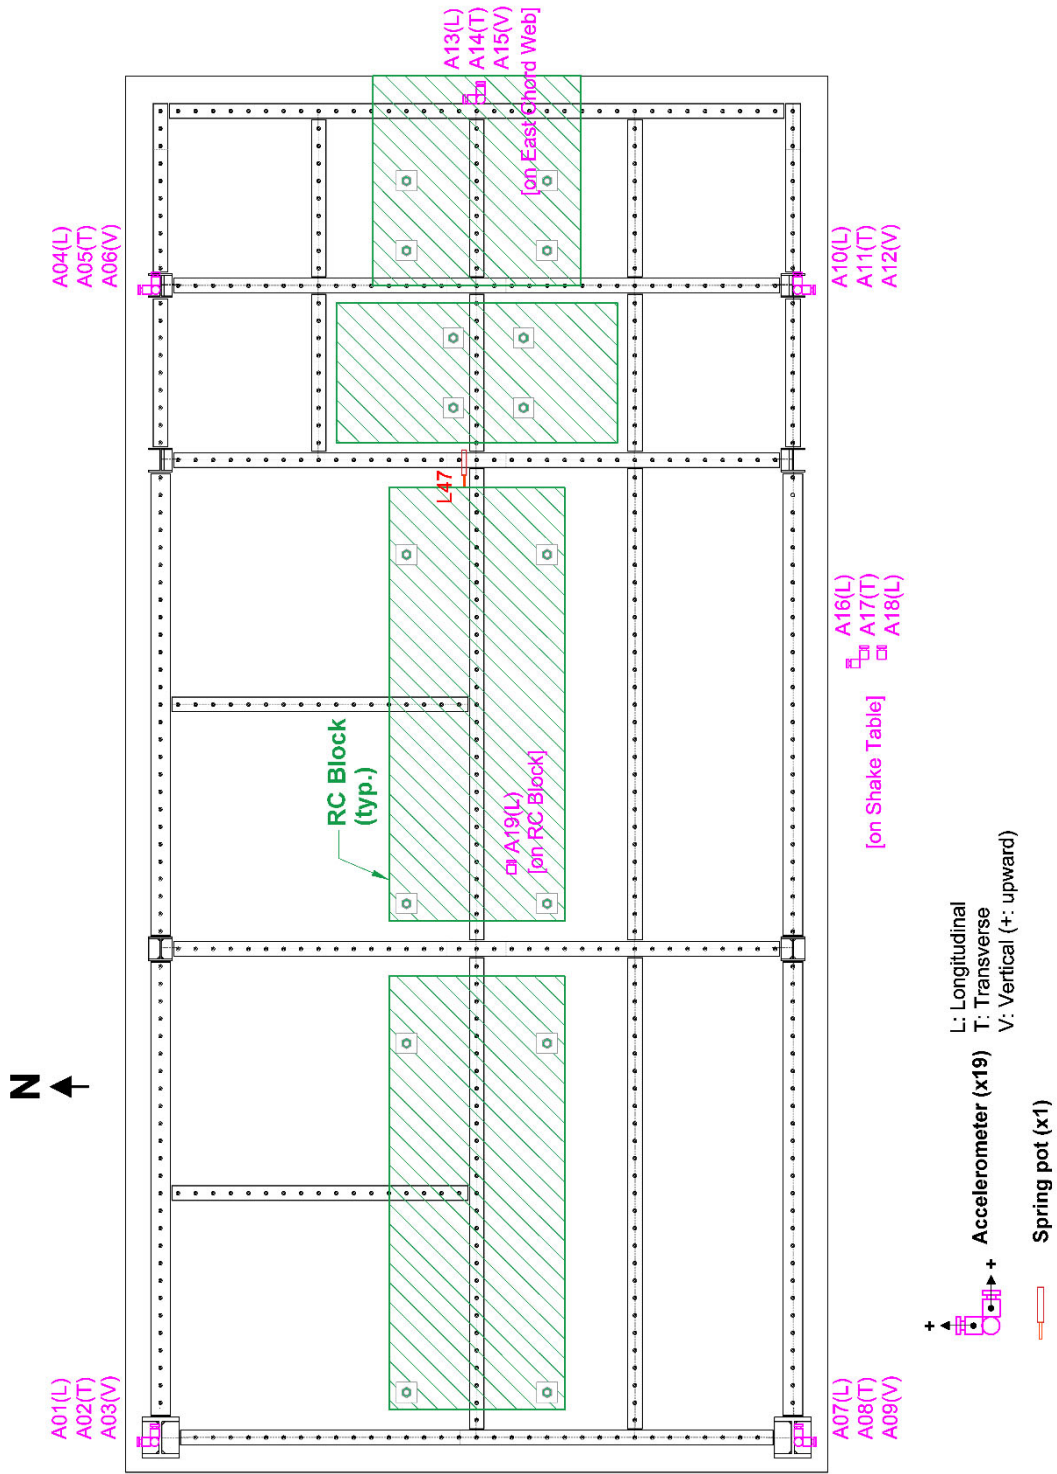 A13(L)
A14(T)
A15(V)
[on East Chord Web]
A04(L)
A05(T)
A06(V)
A10(L)
A11(T)
A12(V)
L47
A16(L)
A17(T)
A18(L)
[on Shake Table]
RC Block
(typ.)
A19(L)
[on RC Block]
N
A01(L)
A02(T)
A03(V)
A07(L)
A08(T)
A09(V)
L: Longitudinal
T: Transverse
V: Vertical (+: upward)
+
+
Accelerometer (x19)
Spring pot (x1)